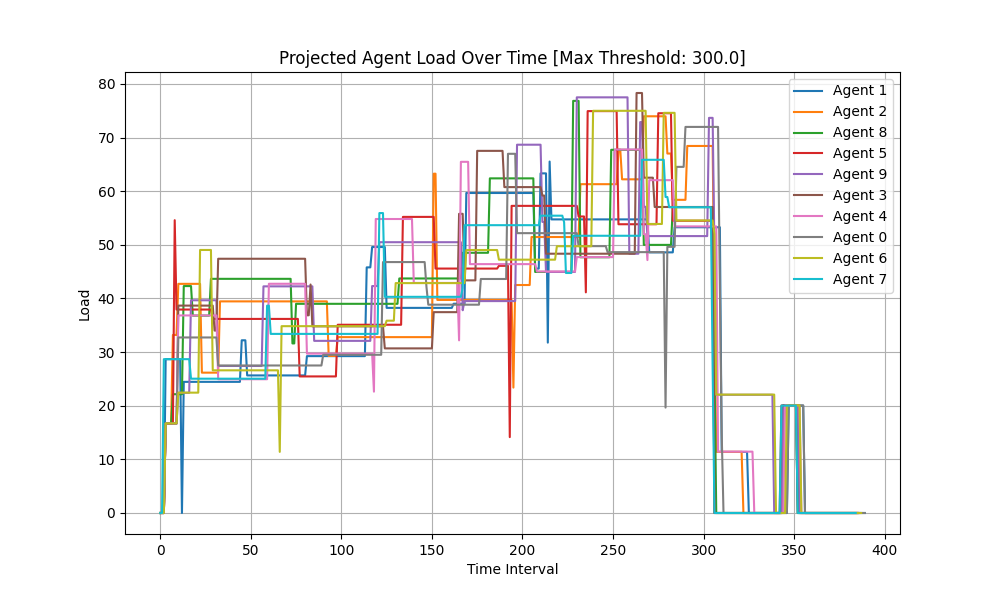 Projected Agent Load Over Time [Max Threshold: 300.0]
Load
80
70
60
50
40
30
20
10
0
0 50 100 150 200 250 300 350 400
Time Interval
Agent 1
Agent 2
Agent 8
Agent 5
Agent 9
Agent 3
Agent 4
Agent 0
Agent 6
Agent 7